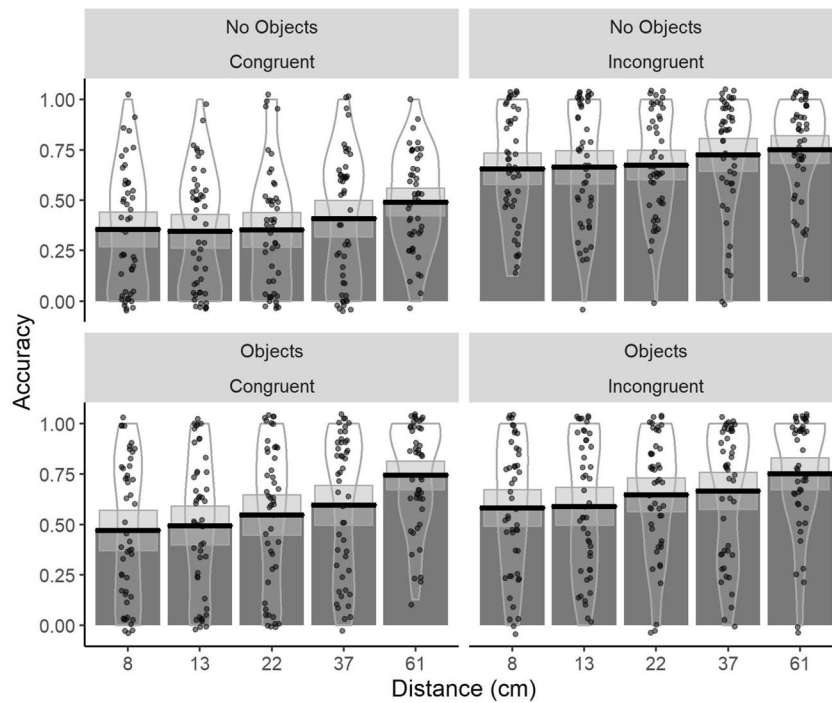 No Objects
Congruent
No Objects
Incongruent
1.00
0.75
0.50
0.25
0.00
Accuracy
Objects
Congruent
Objects
Incongruent
1.00
0.75
0.50
0.25
0.00
8 13 22 37 61
8 13 22 37 61
Distance (cm)